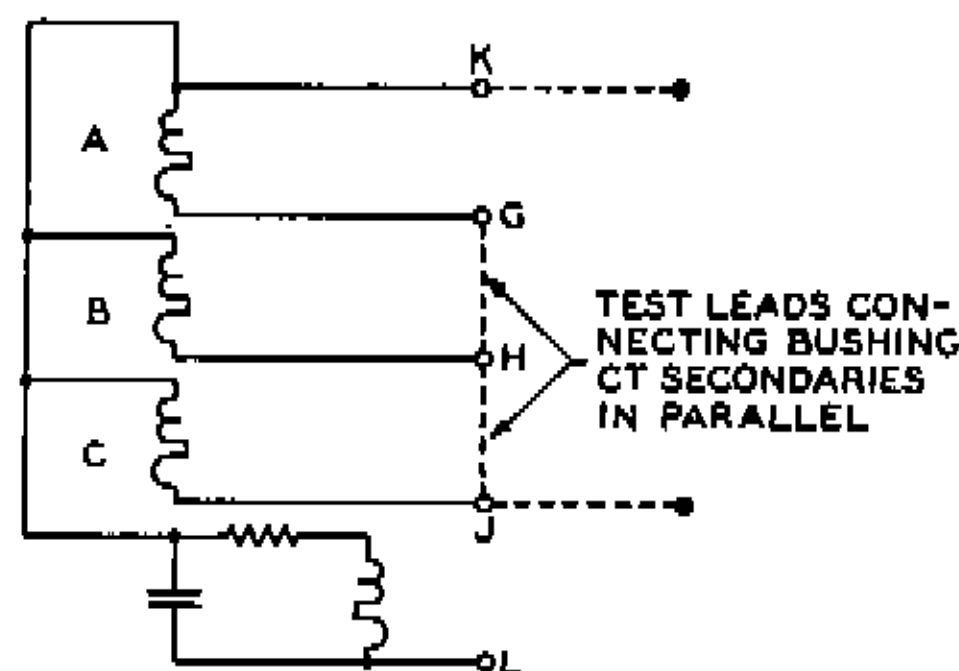 K
A
G
B
H
C
J
L
TEST LEADS CON-
NECTING BUSHING
CT SECONDARIES
IN PARALLEL